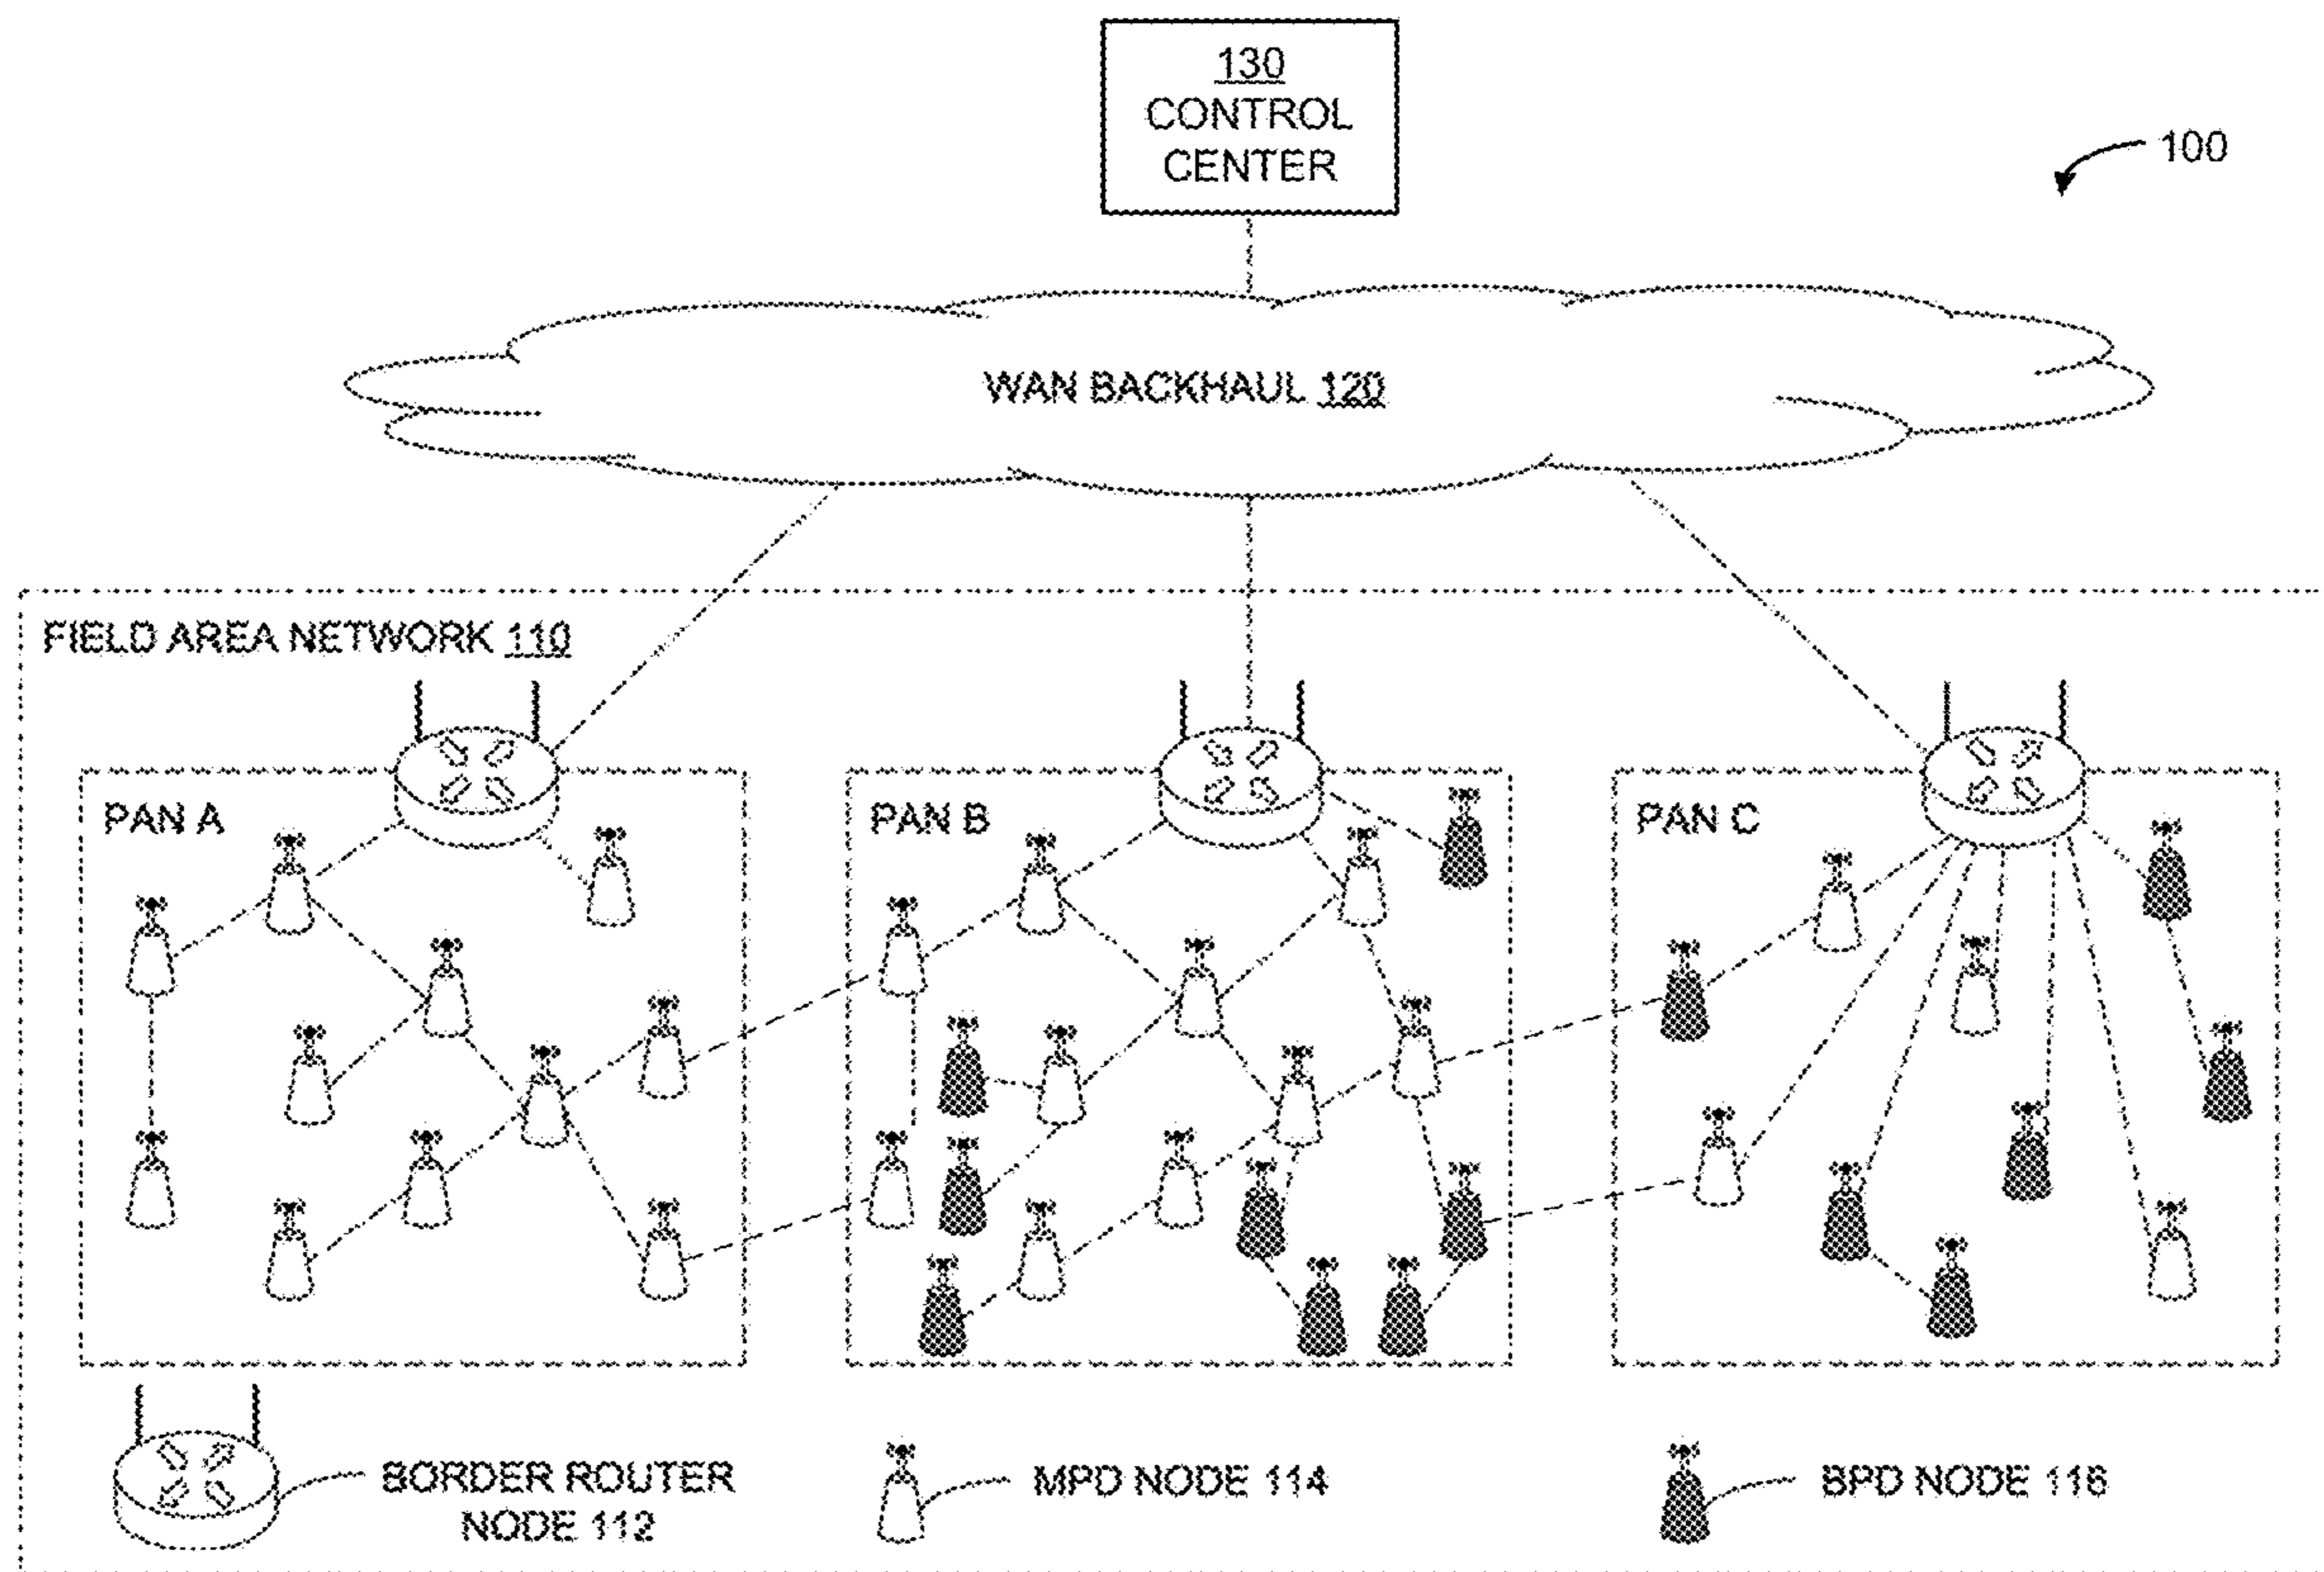 130
CONTROL
CENTER
100
WAN BACKHAUL 120
FIELD AREA NETWORK 110
PAN A
PAN B
PAN C
BORDER ROUTER
NODE 112
MPD NODE 114
BPD NODE 116